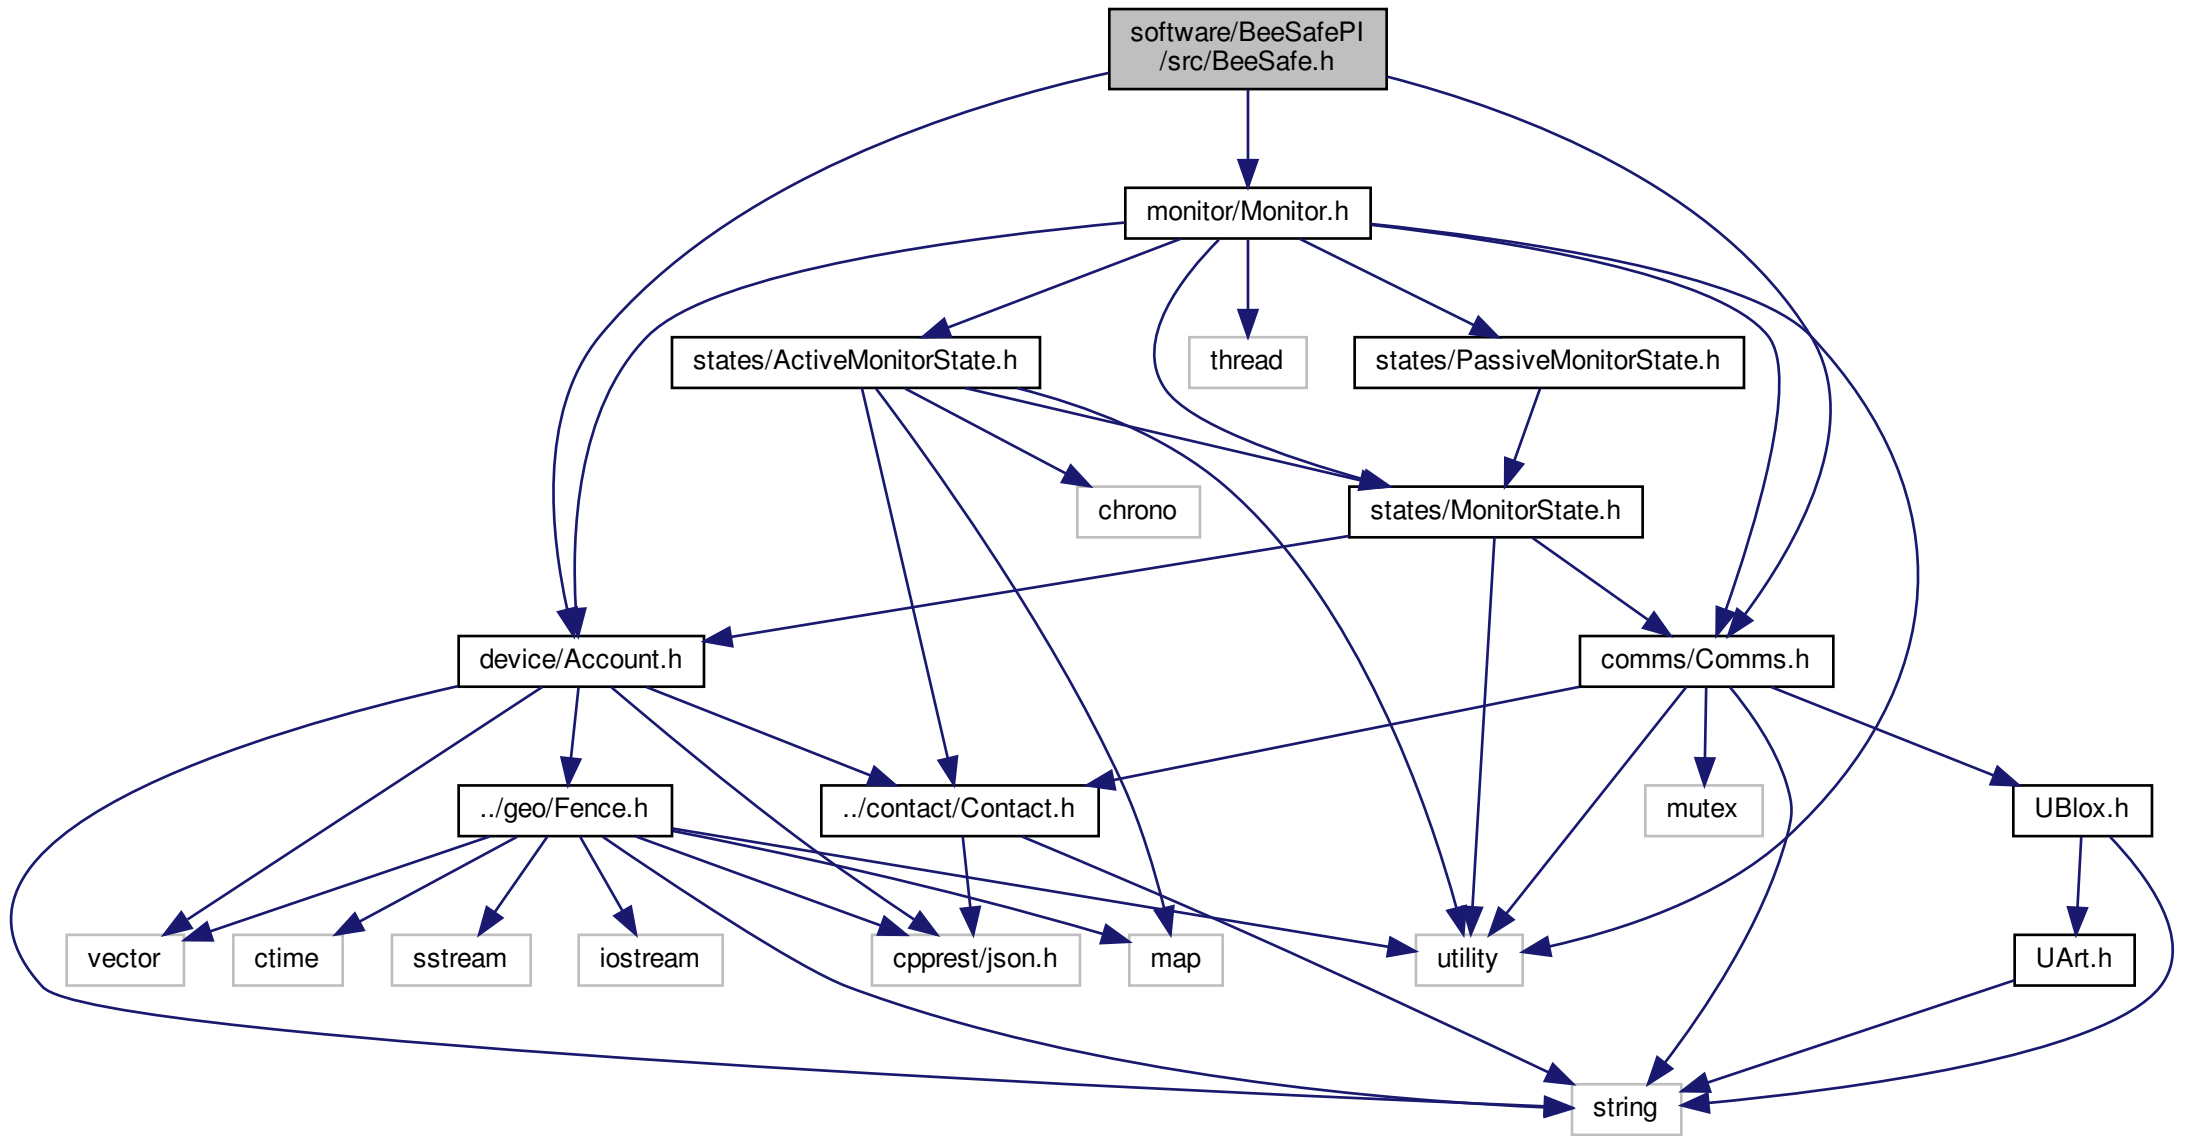 software/BeeSafePI
/src/BeeSafe.h
monitor/Monitor.h
states/ActiveMonitorState.h
thread
states/PassiveMonitorState.h
chrono
states/MonitorState.h
device/Account.h
comms/Comms.h
../geo/Fence.h
../contact/Contact.h
mutex
UBlox.h
vector
ctime
sstream
iostream
cpprest/json.h
map
utility
UArt.h
string